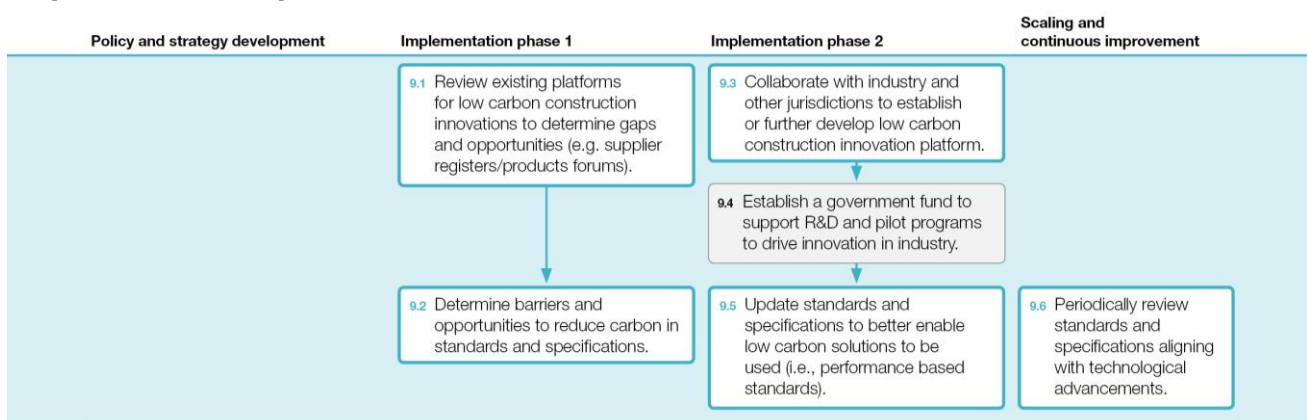 Policy and strategy development
Implementation phase 1
Implementation phase 2
Scaling and
continuous improvement
9.1 Review existing platforms
for low carbon construction
innovations to determine gaps
and opportunities (e.g. supplier
registers/products forums).
9.3 Collaborate with industry and
other jurisdictions to establish
or further develop low carbon
construction innovation platform.
9.4 Establish a government fund to
support R&D and pilot programs
to drive innovation in industry.
9.2 Determine barriers and
opportunities to reduce carbon in
standards and specifications.
9.5 Update standards and
specifications to better enable
low carbon solutions to be
used (i.e., performance based
standards).
9.6 Periodically review
standards and
specifications aligning
with technological
advancements.